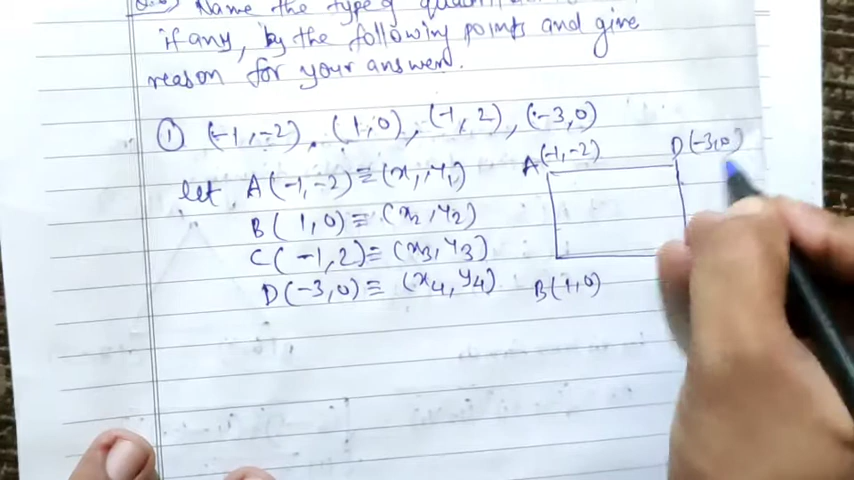 Name the type of
if any, by the following points and give
reason for your answer.
① (-1,-2), (1,0), (-1,2), (-3,0)
let A(-1,-2) ≡ (x1,y1)
B(1,0) ≡ (x2,y2)
C(-1,2) ≡ (x3,y3)
D(-3,0) ≡ (x4,y4)
A(-1,-2) D(-3,0)
B(1,0)